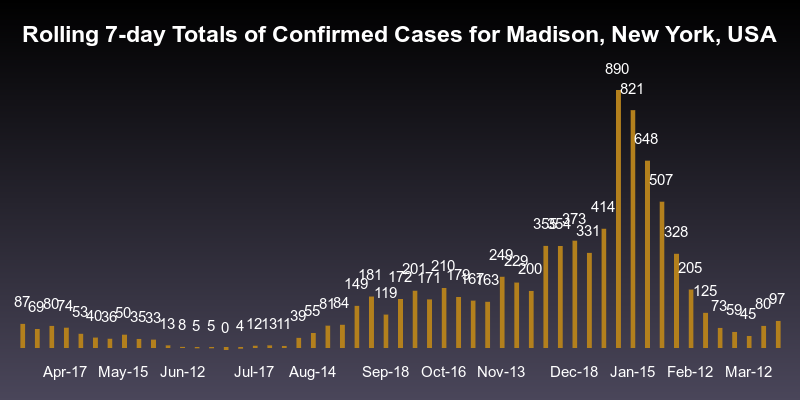 Rolling 7-day Totals of Confirmed Cases for Madison, New York, USA
87 69 80 74 53 40 36 50 35 33 13 8 5 5 0 4 12 13 11 39 55 81 84 149 181 119 172 201 171 210 179 167 163 249 229 200 354 373 331 414 890 821 648 507 328 205 125 73 59 45 80 97
Apr-17 May-15 Jun-12 Jul-17 Aug-14 Sep-18 Oct-16 Nov-13 Dec-18 Jan-15 Feb-12 Mar-12